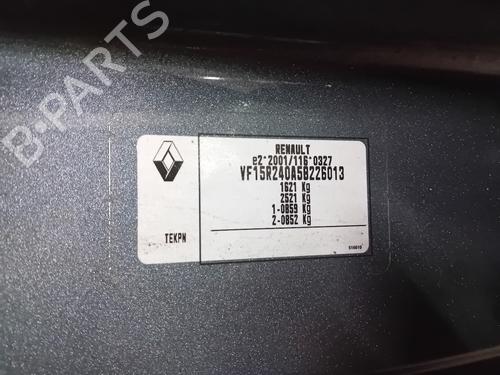 B-PARTS
RENAULT
e2*2001/116*0327
VF15R240A58226013
1621 Kg
2521 Kg
1-0859 Kg
2-0852 Kg
TEKPN